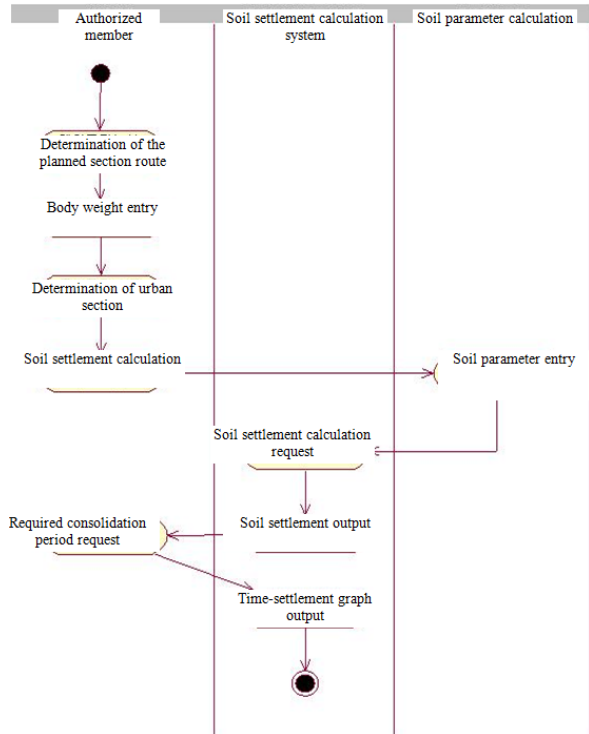 Authorized
member
Soil settlement calculation
system
Soil parameter calculation
Determination of the
planned section route
Body weight entry
Determination of urban
section
Soil settlement calculation
Soil parameter entry
Soil settlement calculation
request
Required consolidation
period request
Soil settlement output
Time-settlement graph
output